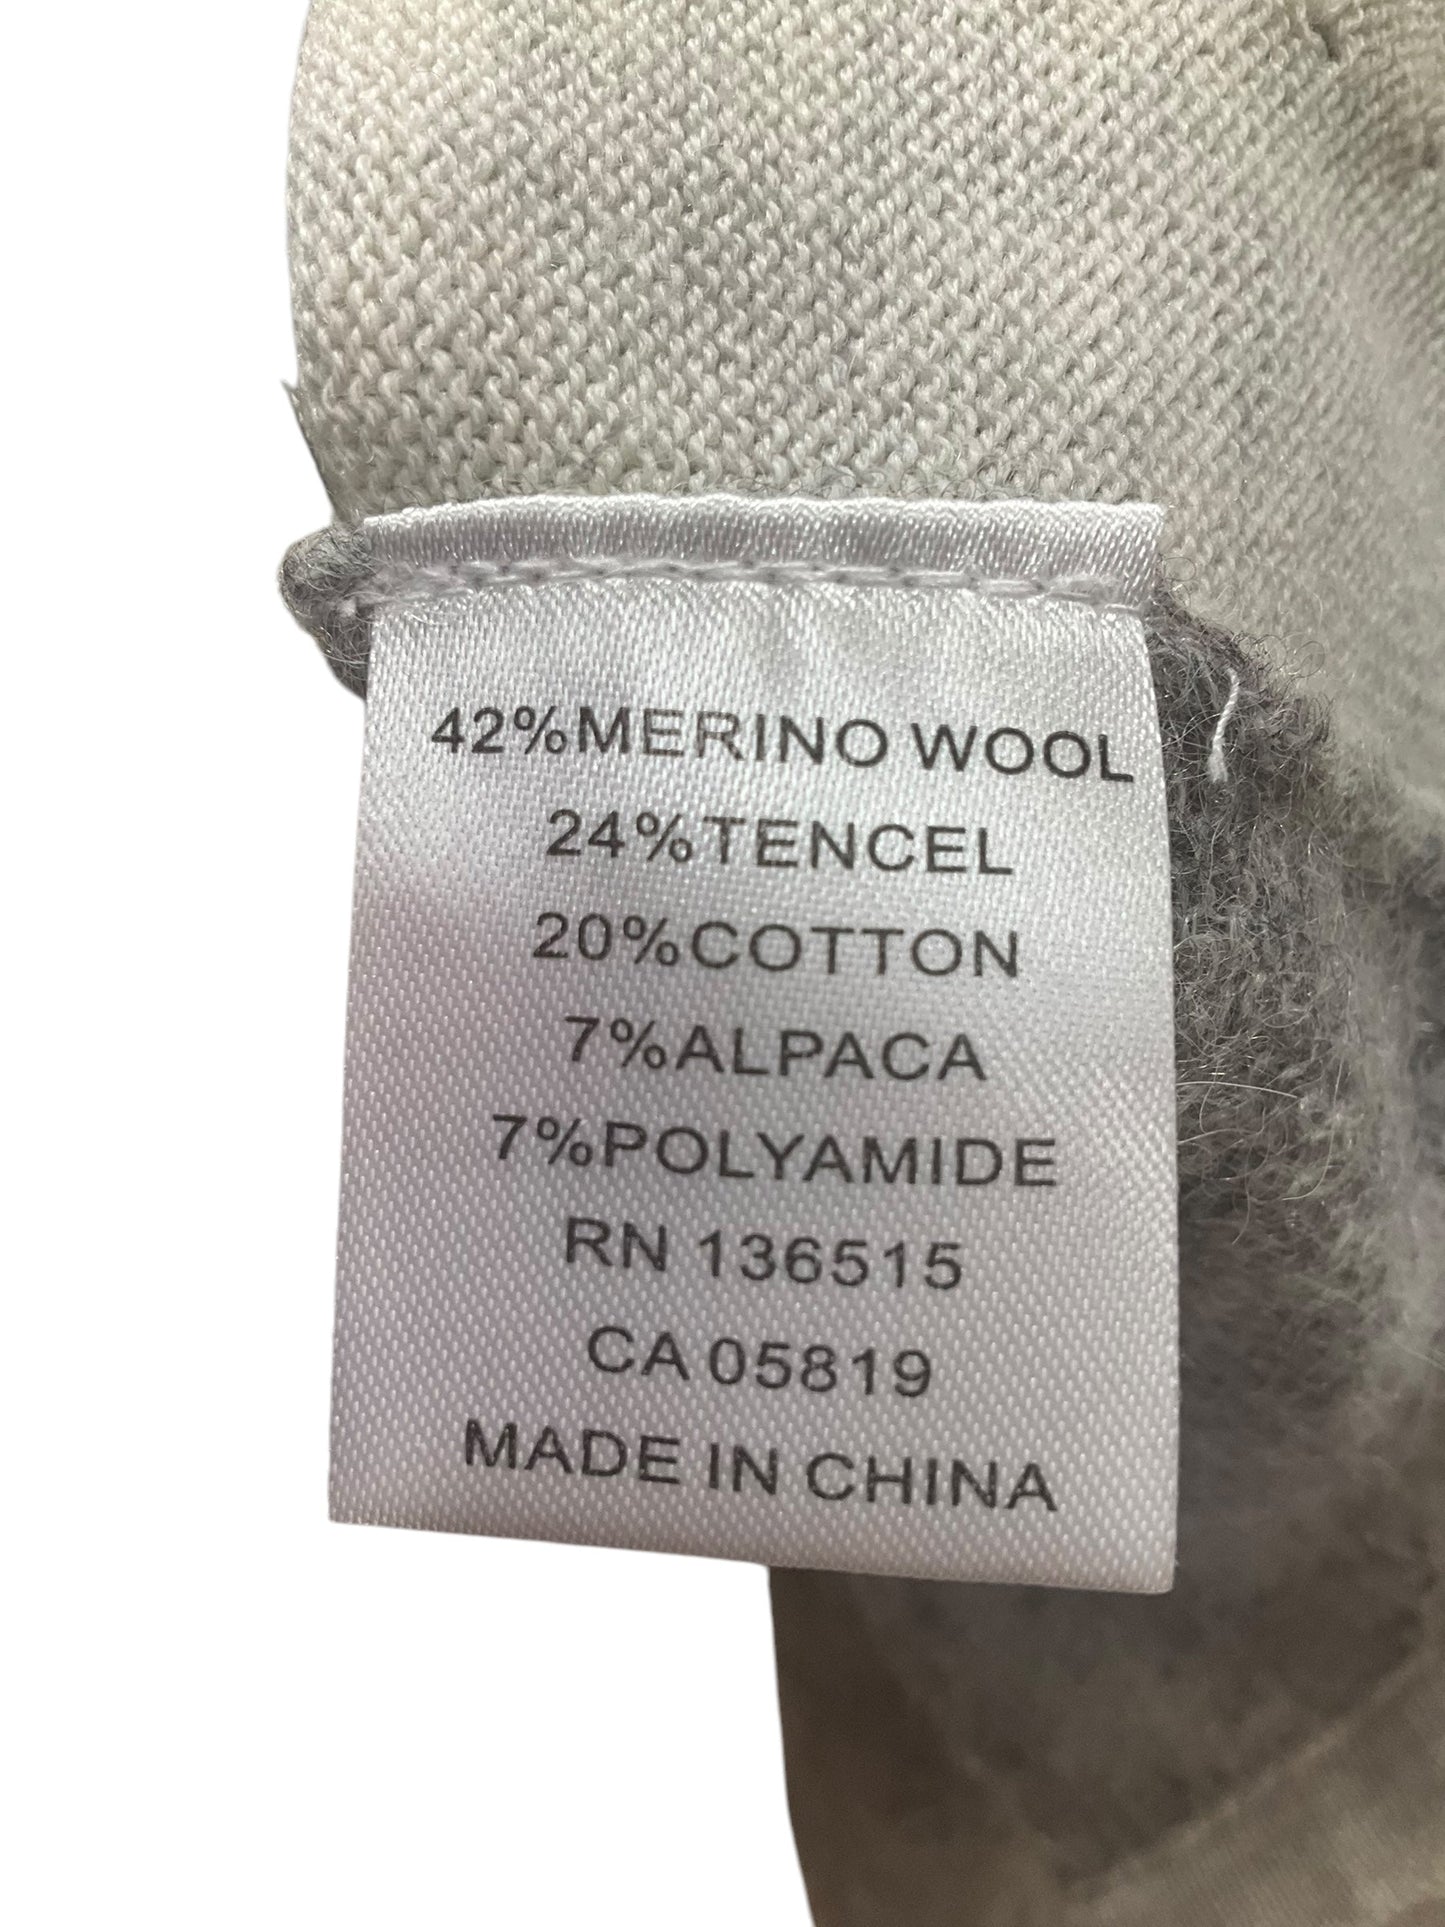 42%MERINO WOOL
24%TENCEL
20%COTTON
7%ALPACA
7%POLYAMIDE
RN 136515
CA 05819
MADE IN CHINA